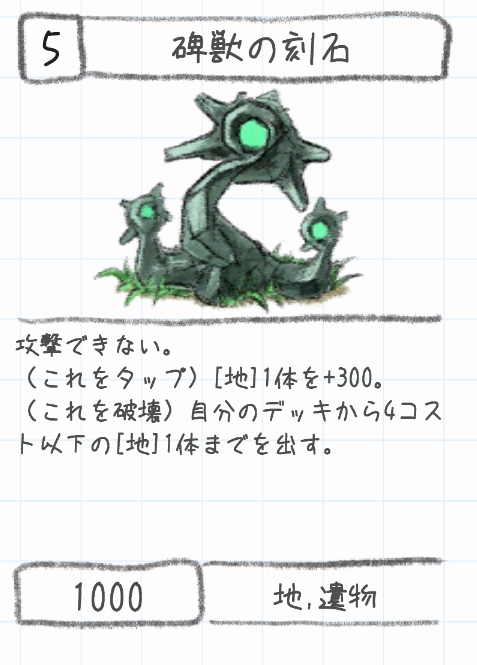 5
碑獣の刻石
攻撃できない。
（これをタップ）[地]1体を+300。
（これを破壊）自分のデッキから4コス
ト以下の[地]1体までを出す。
1000
地,遺物